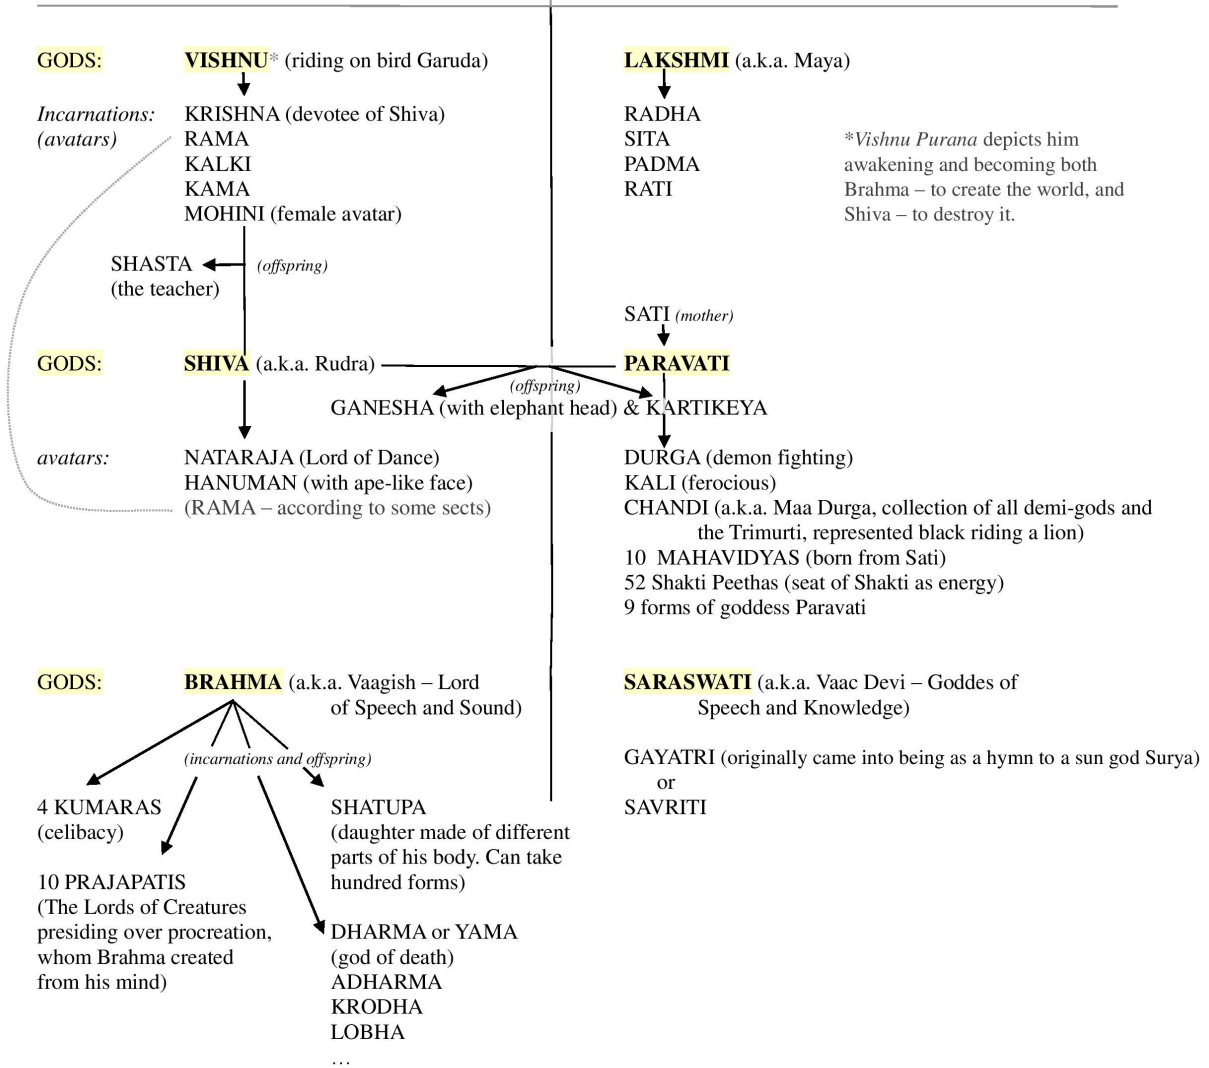 GODS: VISHNU* (riding on bird Garuda) LAKSHMI (a.k.a. Maya)
Incarnations: KRISHNA (devotee of Shiva) RADHA
(avatars) RAMA SITA *Vishnu Purana depicts him
KALKI PADMA awakening and becoming both
KAMA RATI Brahma – to create the world, and
MOHINI (female avatar) Shiva – to destroy it.
SHASTA (offspring)
(the teacher)
SATI (mother)
GODS: SHIVA (a.k.a. Rudra) PARAVATI
(offspring)
GANESHA (with elephant head) & KARTIKEYA
avatars: NATARAJA (Lord of Dance) DURGA (demon fighting)
HANUMAN (with ape-like face) KALI (ferocious)
(RAMA – according to some sects) CHANDI (a.k.a. Maa Durga, collection of all demi-gods and
the Trimurti, represented black riding a lion)
10 MAHAVIDYAS (born from Sati)
52 Shakti Peethas (seat of Shakti as energy)
9 forms of goddess Paravati
GODS: BRAHMA (a.k.a. Vaagish – Lord SARASWATI (a.k.a. Vaac Devi – Goddes of
of Speech and Sound) Speech and Knowledge)
(incarnations and offspring) GAYATRI (originally came into being as a hymn to a sun god Surya)
or
4 KUMARAS SHATUPA SAVRITI
(celibacy) (daughter made of different
parts of his body. Can take
10 PRAJAPATIS hundred forms)
(The Lords of Creatures
presiding over procreation, DHARMA or YAMA
whom Brahma created (god of death)
from his mind) ADHARMA
KRODHA
LOBHA
…